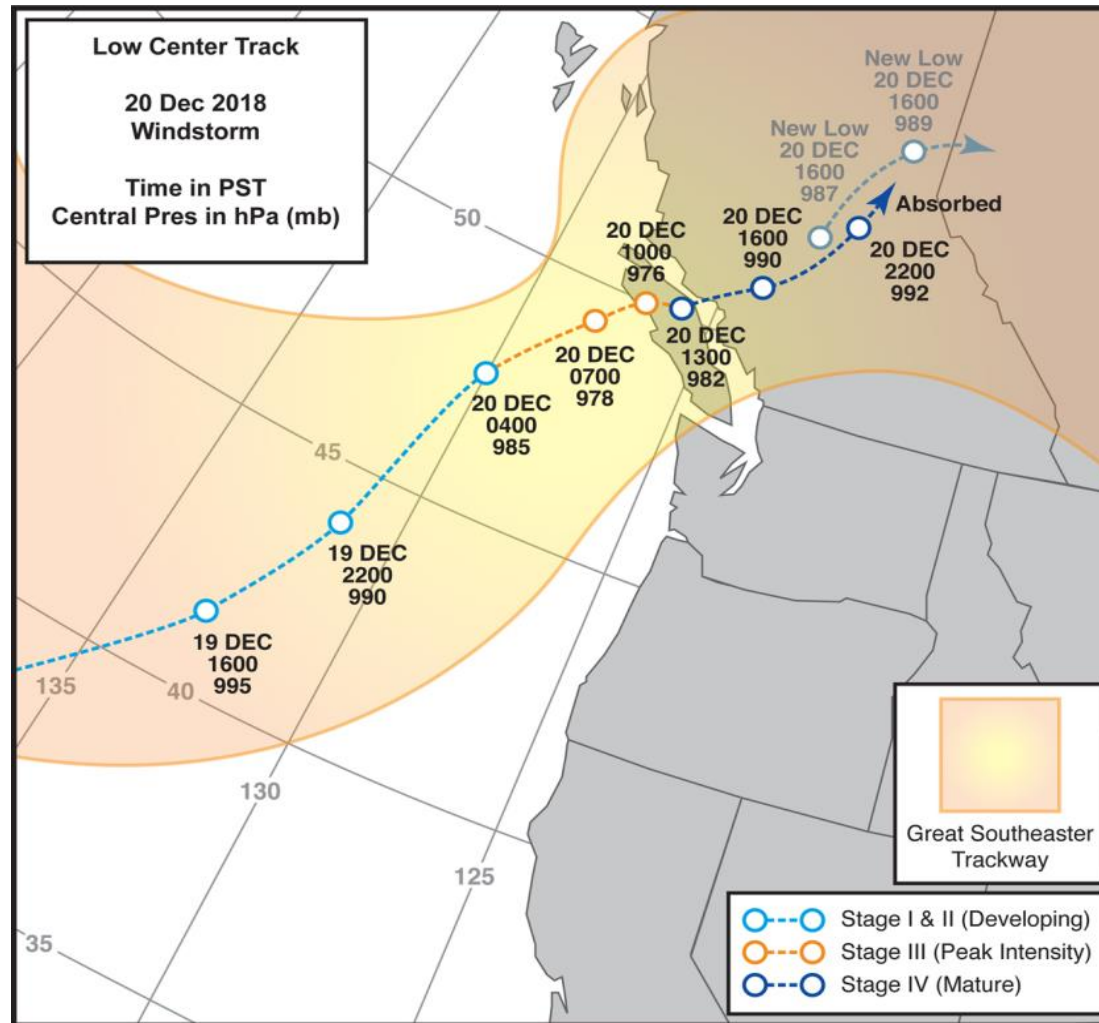 Low Center Track
20 Dec 2018
Windstorm
Time in PST
Central Pres in hPa (mb)
New Low
20 DEC
1600
989
New Low
20 DEC
1600
987
50
20 DEC
1000
976
20 DEC
1600
990
Absorbed
20 DEC
2200
992
20 DEC
1300
982
20 DEC
0700
978
20 DEC
0400
985
45
19 DEC
2200
990
19 DEC
1600
995
135
40
130
125
35
Great Southeaster
Trackway
Stage I & II (Developing)
Stage III (Peak Intensity)
Stage IV (Mature)